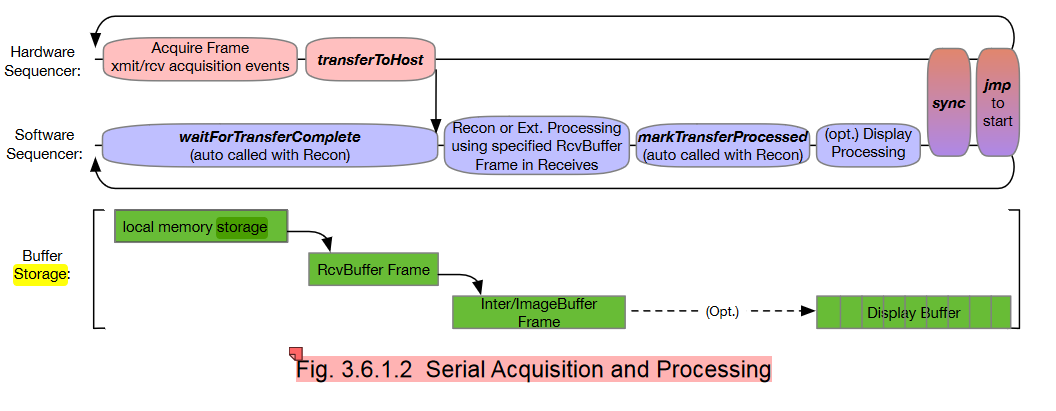 Hardware
Sequencer:
Acquire Frame
xmit/rcv acquisition events
transferToHost
sync
jmp
to
start
Software
Sequencer:
waitForTransferComplete
(auto called with Recon)
Recon or Ext. Processing
using specified RcvBuffer
Frame in Receives
markTransferProcessed
(auto called with Recon)
(opt.) Display
Processing
Buffer
Storage:
local memory storage
RcvBuffer Frame
Inter/ImageBuffer
Frame
(Opt.)
Display Buffer
Fig. 3.6.1.2 Serial Acquisition and Processing